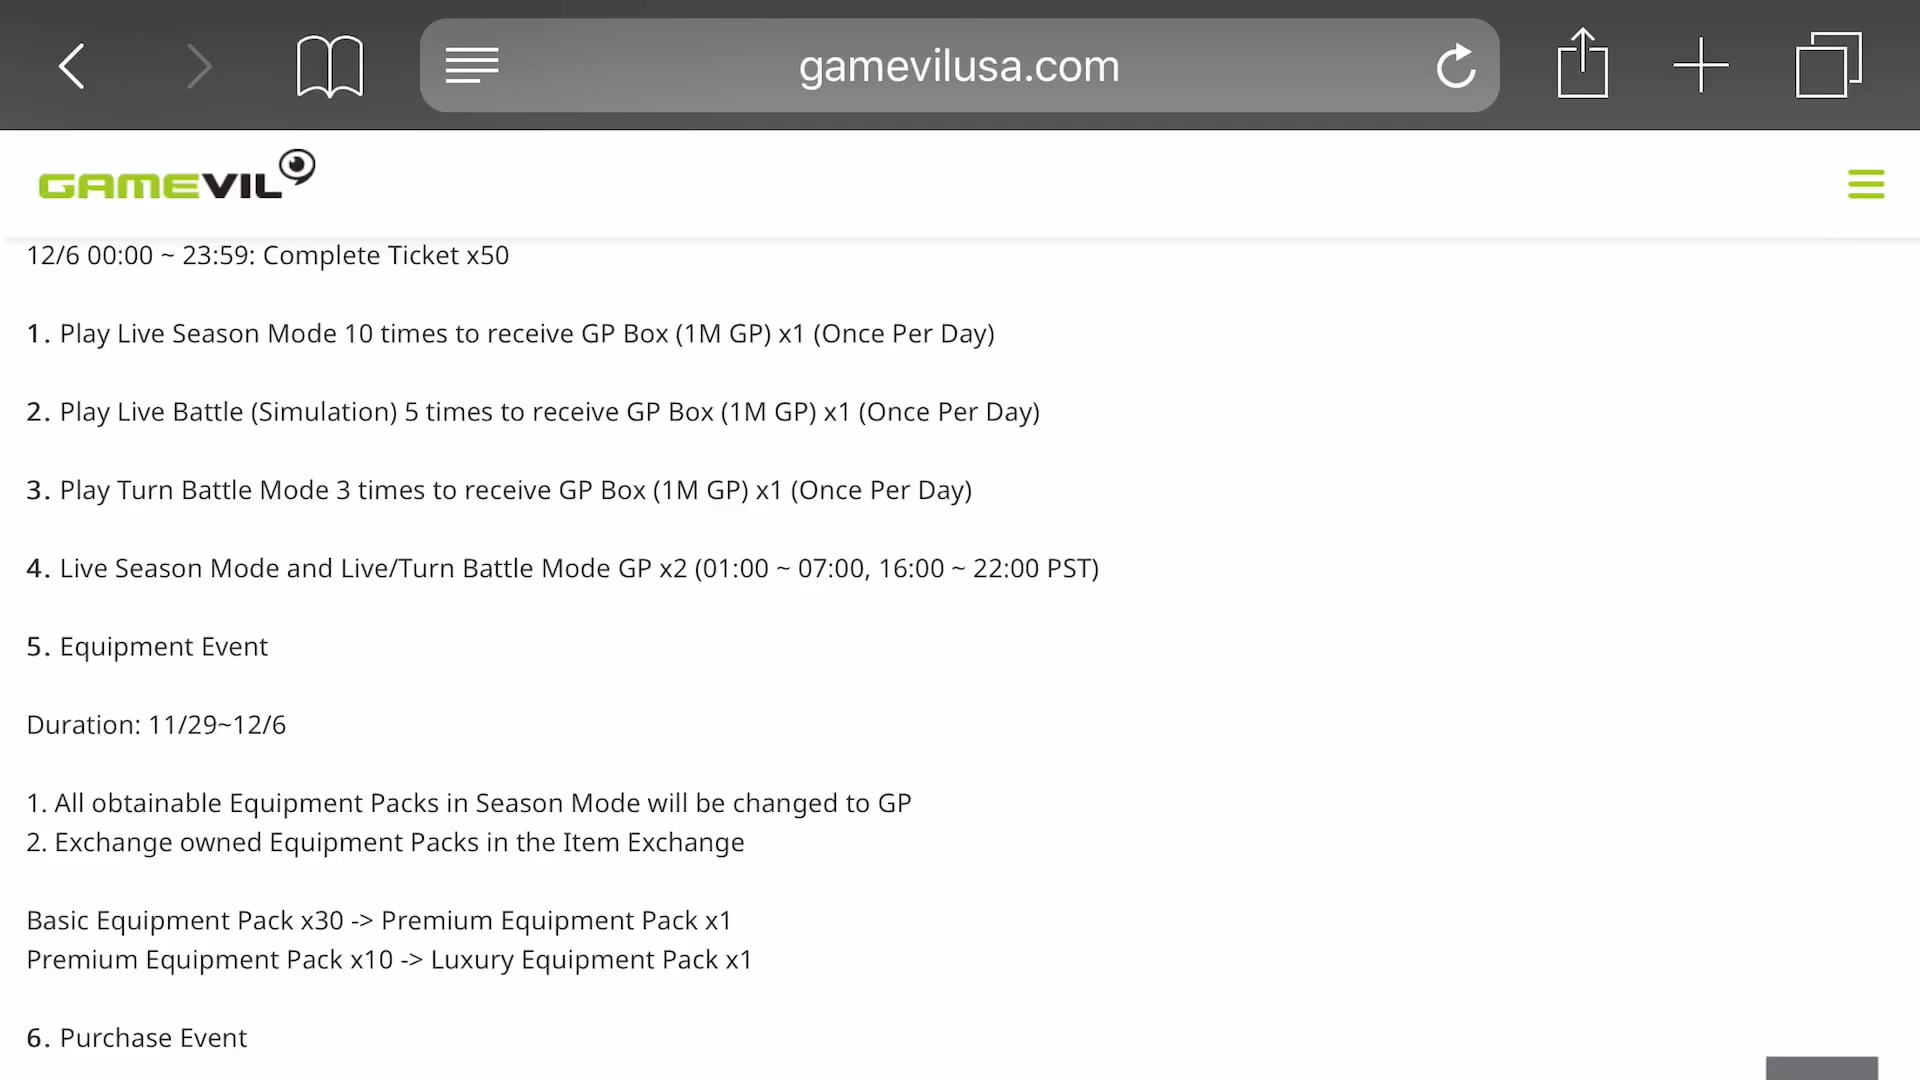 gamevilusa.com
GAMEVIL
12/6 00:00 ~ 23:59: Complete Ticket x50
1. Play Live Season Mode 10 times to receive GP Box (1M GP) x1 (Once Per Day)
2. Play Live Battle (Simulation) 5 times to receive GP Box (1M GP) x1 (Once Per Day)
3. Play Turn Battle Mode 3 times to receive GP Box (1M GP) x1 (Once Per Day)
4. Live Season Mode and Live/Turn Battle Mode GP x2 (01:00 ~ 07:00, 16:00 ~ 22:00 PST)
5. Equipment Event
Duration: 11/29~12/6
1. All obtainable Equipment Packs in Season Mode will be changed to GP
2. Exchange owned Equipment Packs in the Item Exchange
Basic Equipment Pack x30 -> Premium Equipment Pack x1
Premium Equipment Pack x10 -> Luxury Equipment Pack x1
6. Purchase Event